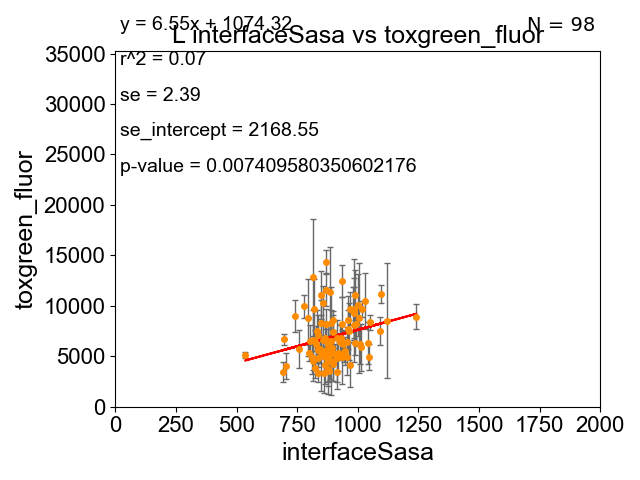 y = 6.55x + 1074.32
N = 98
L interfaceSasa vs toxgreen_fluor
r^2 = 0.07
se = 2.39
se_intercept = 2168.55
p-value = 0.007409580350602176
35000
30000
25000
20000
15000
10000
5000
0
toxgreen_fluor
0 250 500 750 1000 1250 1500 1750 2000
interfaceSasa